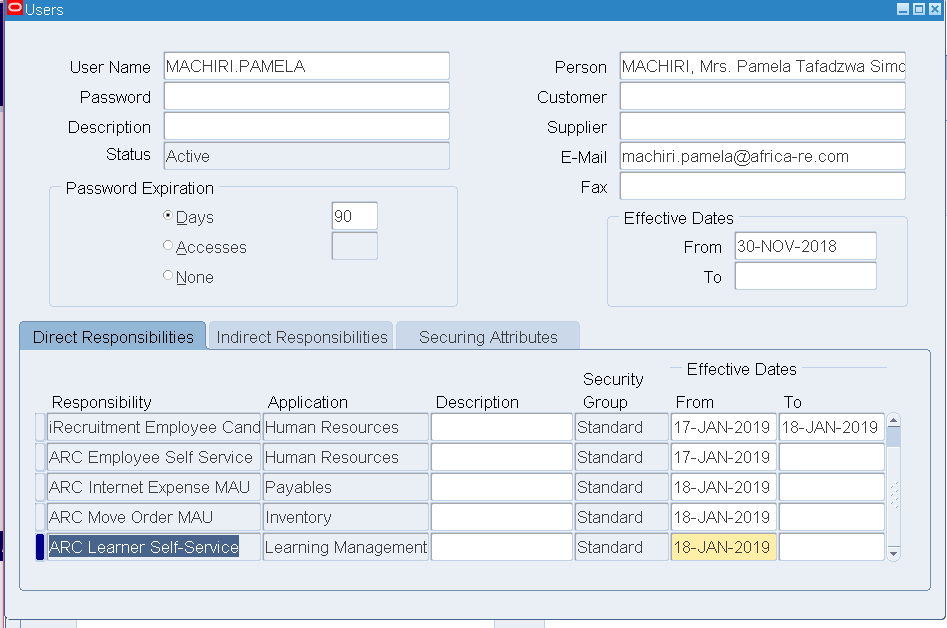 Users
User Name MACHIRI.PAMELA
Person MACHIRI, Mrs. Pamela Tafadzwa Simo
Password
Customer
Description
Supplier
Status Active
E-Mail machiri.pamela@africa-re.com
Fax
Password Expiration
Days 90
Accesses
None
Effective Dates
From 30-NOV-2018
To
Direct Responsibilities Indirect Responsibilities Securing Attributes
Security Effective Dates
Responsibility Application Description Group From To
iRecruitment Employee Cand Human Resources Standard 17-JAN-2019 18-JAN-2019
ARC Employee Self Service Human Resources Standard 17-JAN-2019
ARC Internet Expense MAU Payables Standard 18-JAN-2019
ARC Move Order MAU Inventory Standard 18-JAN-2019
ARC Learner Self-Service Learning Management Standard 18-JAN-2019